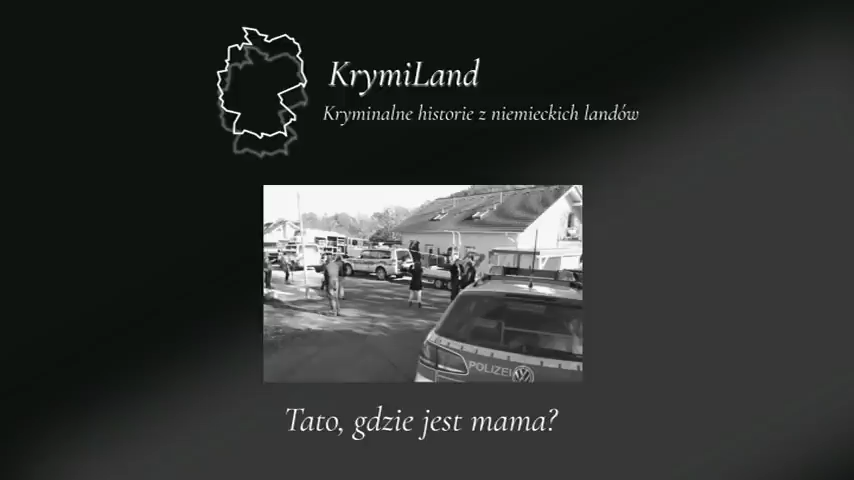 KrymiLand
Kryminalne historie z niemieckich landów
POLIZEI
Tato, gdzie jest mama?